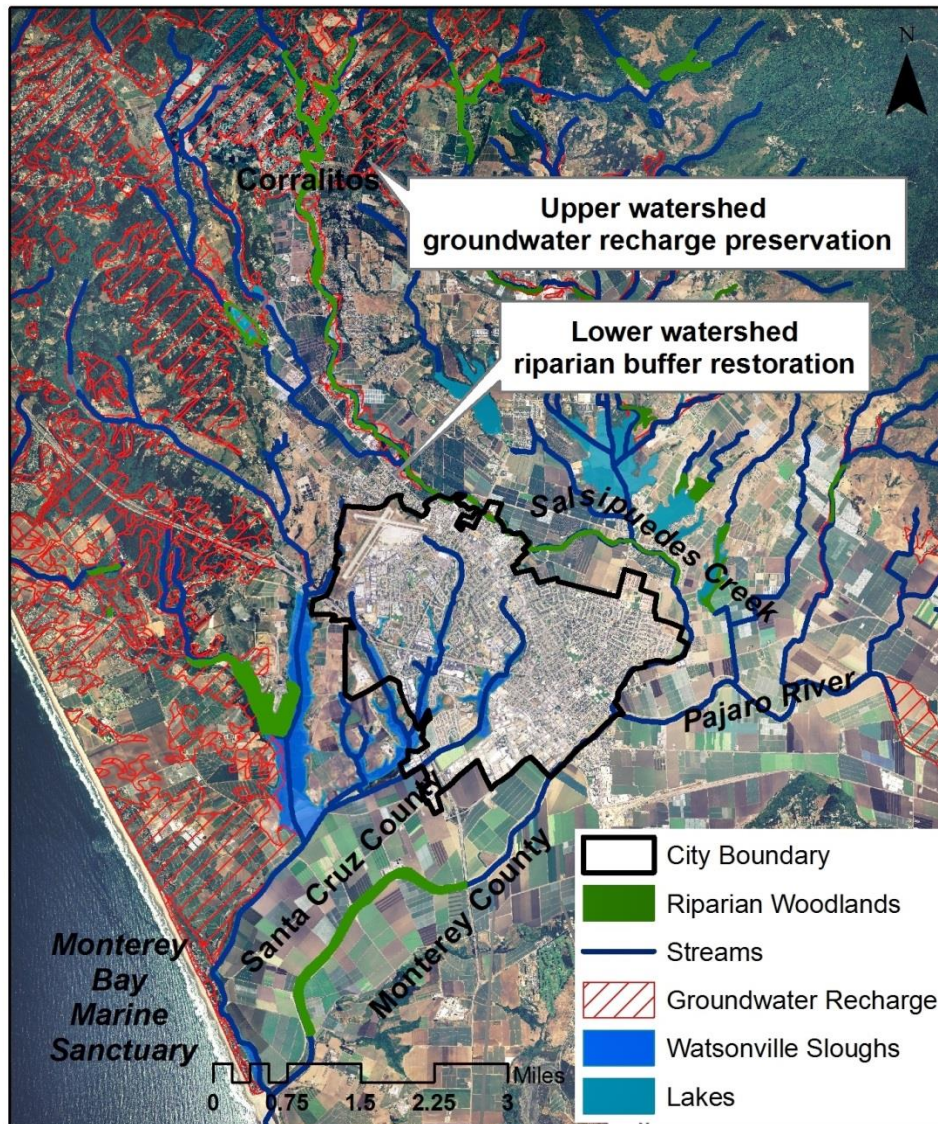 N
Corralitos
Upper watershed
groundwater recharge preservation
Lower watershed
riparian buffer restoration
Salsipuedes Creek
Pajaro River
Santa Cruz County
Monterey County
Monterey
Bay
Marine
Sanctuary
Miles
0 0.75 1.5 2.25 3
City Boundary
Riparian Woodlands
Streams
Groundwater Recharge
Watsonville Sloughs
Lakes